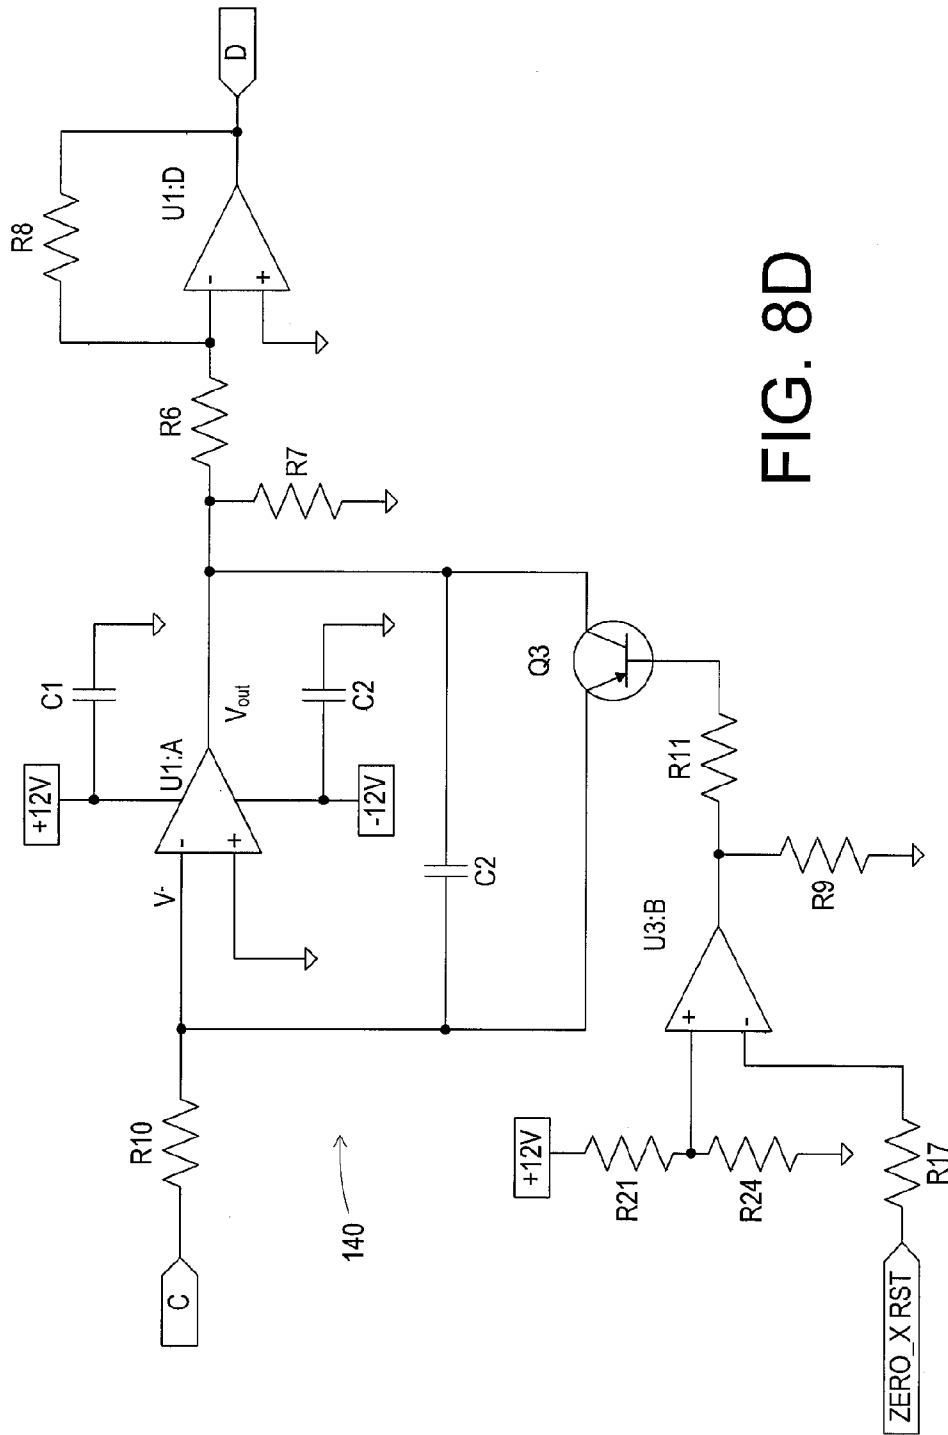 C
R10
V-
+
-
+12V
C1
U1:A
Vout
-12V
C2
C2
R6
R7
R8
U1:D
-
+
D
140
+12V
R21
R24
ZERO_X RST
R17
+
-
U3:B
R9
R11
Q3
FIG. 8D